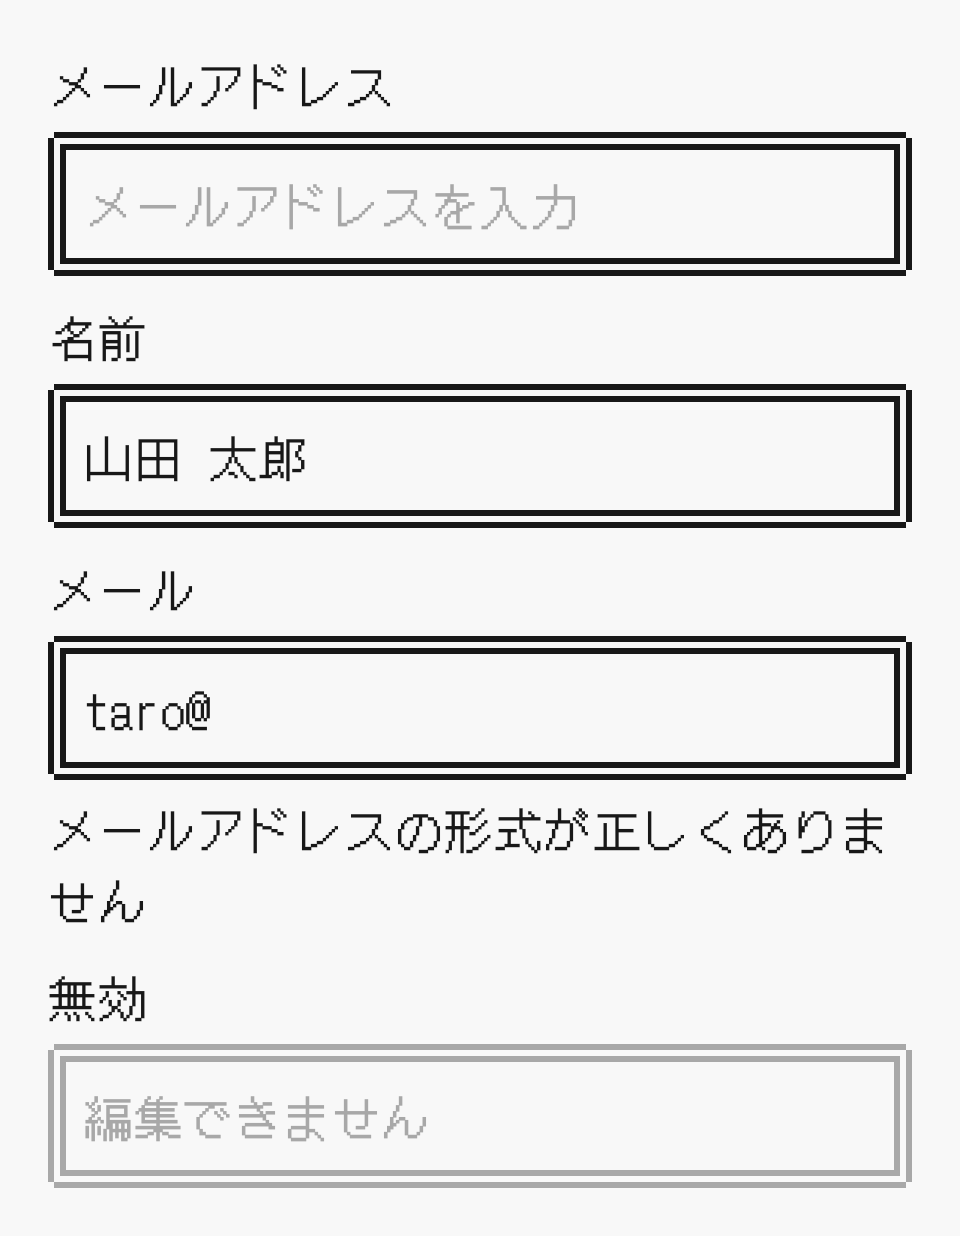 メールアドレス
メールアドレスを入力
名前
山田 太郎
メール
taro@
メールアドレスの形式が正しくありま
せん
無効
編集できません